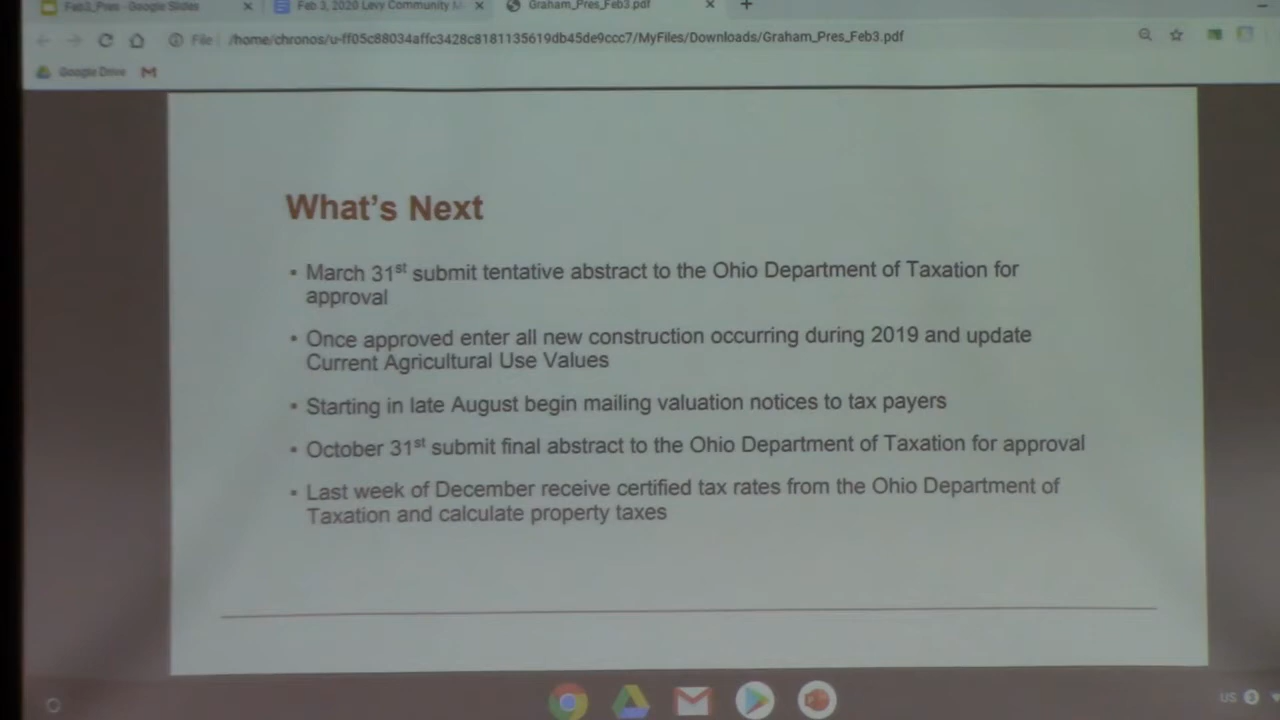 Feb3_Pres - Google Slides
Feb 3, 2020 Levy Community M
Graham_Pres_Feb3.pdf
File /home/chronos/u-ff05c88034affc3428c8181135619db45de9ccc7/MyFiles/Downloads/Graham_Pres_Feb3.pdf
Google Drive
What's Next
• March 31st submit tentative abstract to the Ohio Department of Taxation for
approval
• Once approved enter all new construction occurring during 2019 and update
Current Agricultural Use Values
• Starting in late August begin mailing valuation notices to tax payers
• October 31st submit final abstract to the Ohio Department of Taxation for approval
• Last week of December receive certified tax rates from the Ohio Department of
Taxation and calculate property taxes
US 3